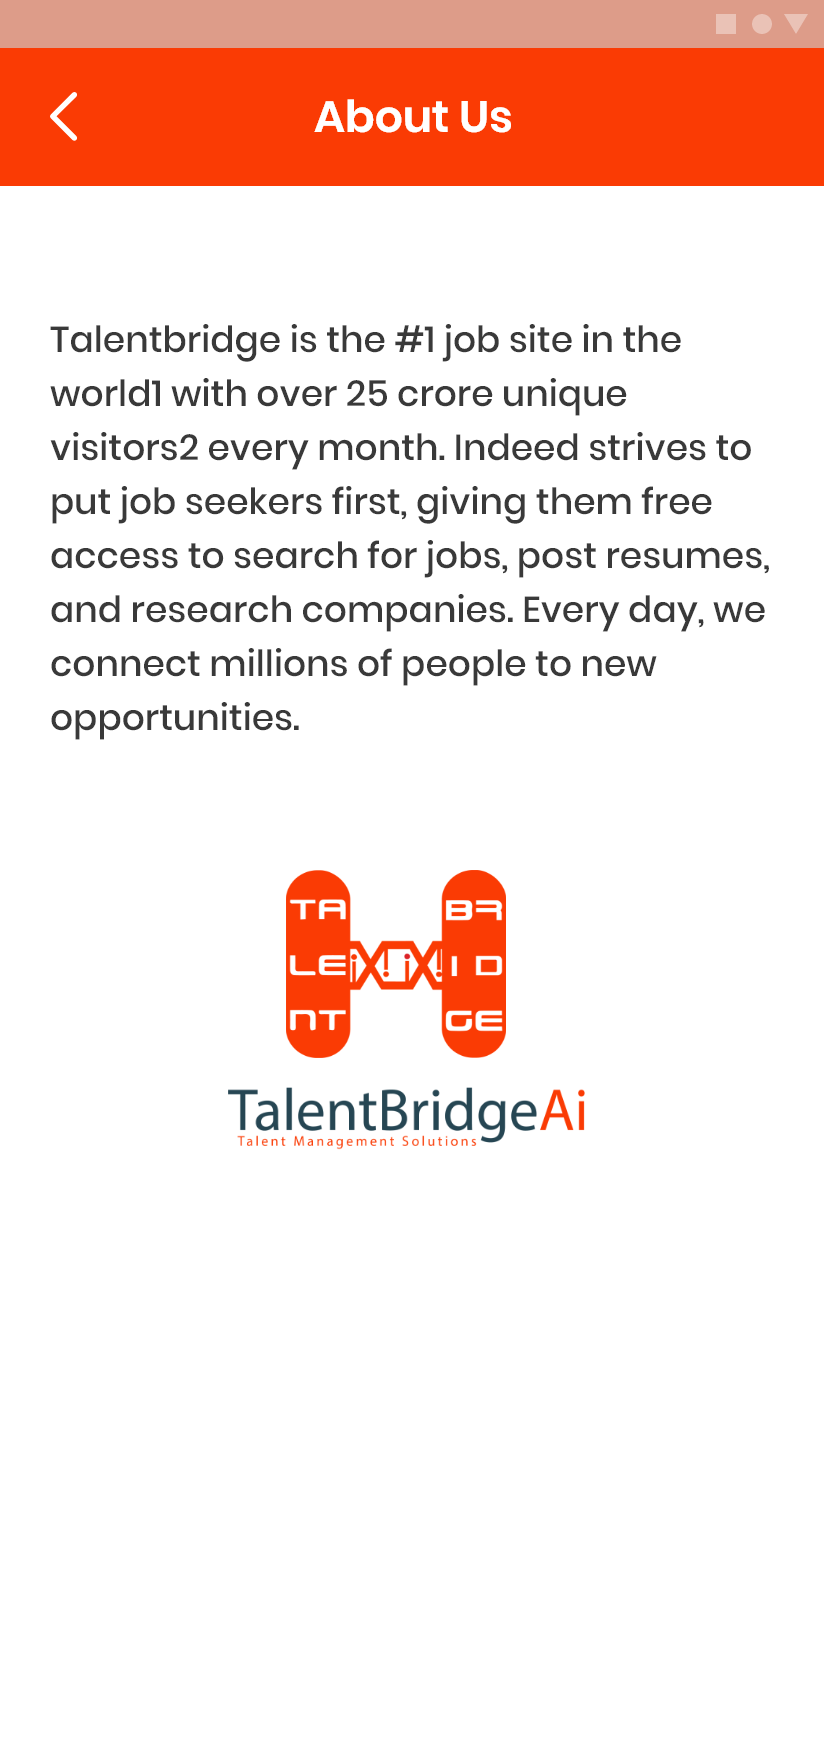 About Us
Talentbridge is the #1 job site in the
world1 with over 25 crore unique
visitors2 every month. Indeed strives to
put job seekers first, giving them free
access to search for jobs, post resumes,
and research companies. Every day, we
connect millions of people to new
opportunities.
TA BR
LE ID
NT GE
TalentBridgeAi
Talent Management Solutions